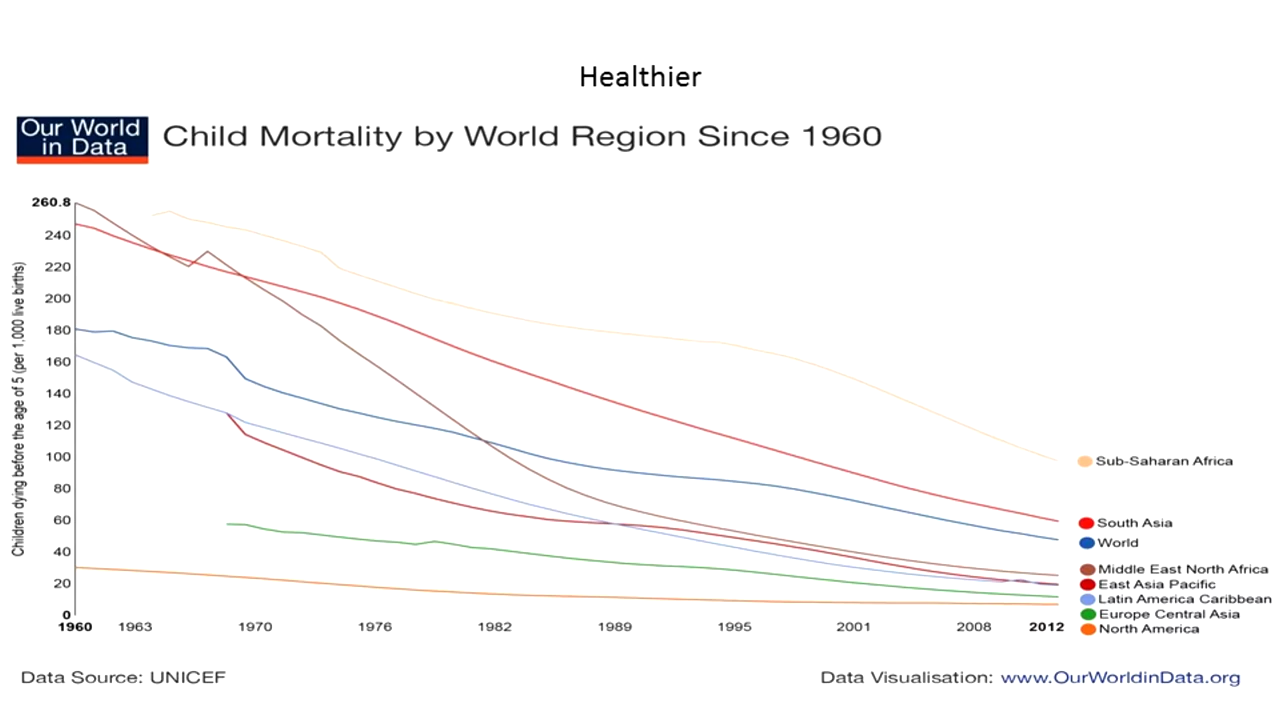 Healthier
Our World
in Data
Child Mortality by World Region Since 1960
Children dying before the age of 5 (per 1,000 live births)
260.8
240
220
200
180
160
140
120
100
80
60
40
20
0
1960 1963 1970 1976 1982 1989 1995 2001 2008 2012
Sub-Saharan Africa
South Asia
World
Middle East North Africa
East Asia Pacific
Latin America Caribbean
Europe Central Asia
North America
Data Source: UNICEF
Data Visualisation: www.OurWorldinData.org